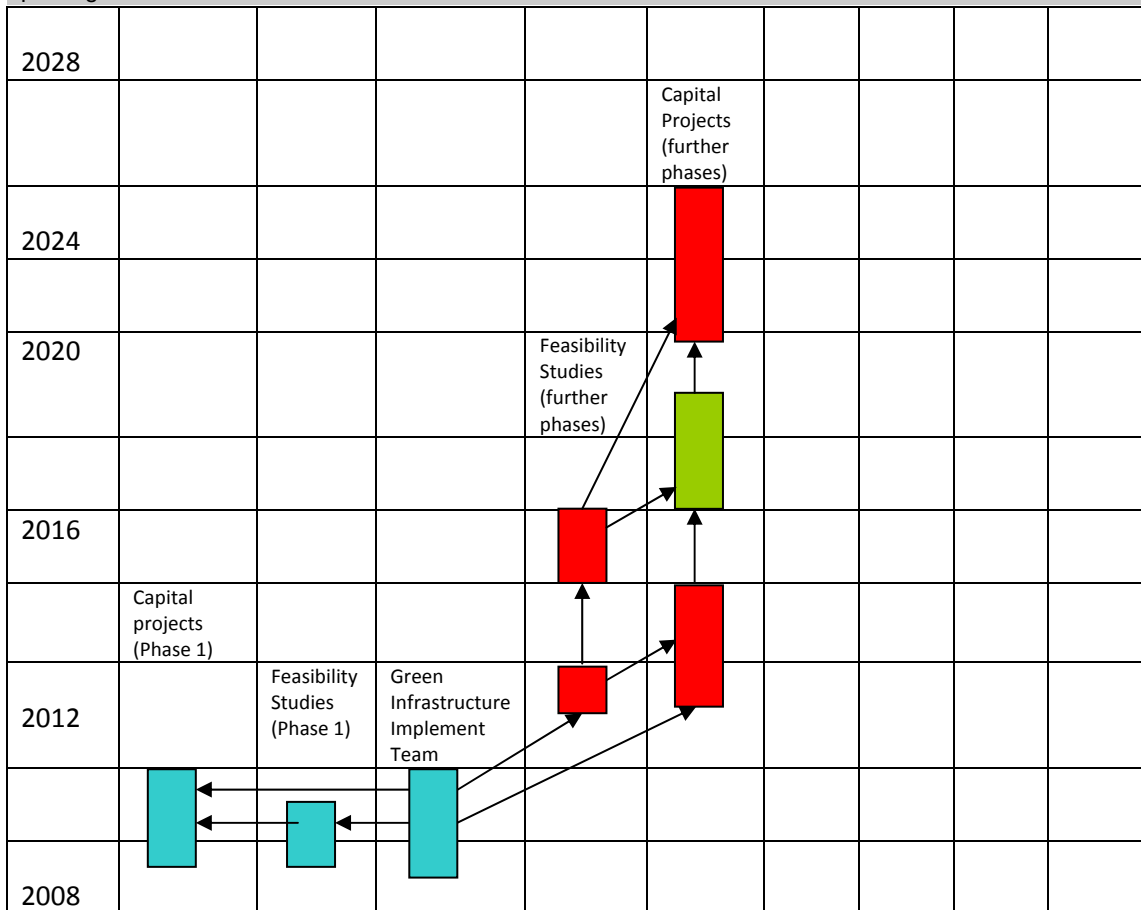 2028
Capital
Projects
(further
phases)
2024
2020
Feasibility
Studies
(further
phases)
2016
Capital
projects
(Phase 1)
Feasibility
Studies
(Phase 1)
Green
Infrastructure
Implement
Team
2012
2008